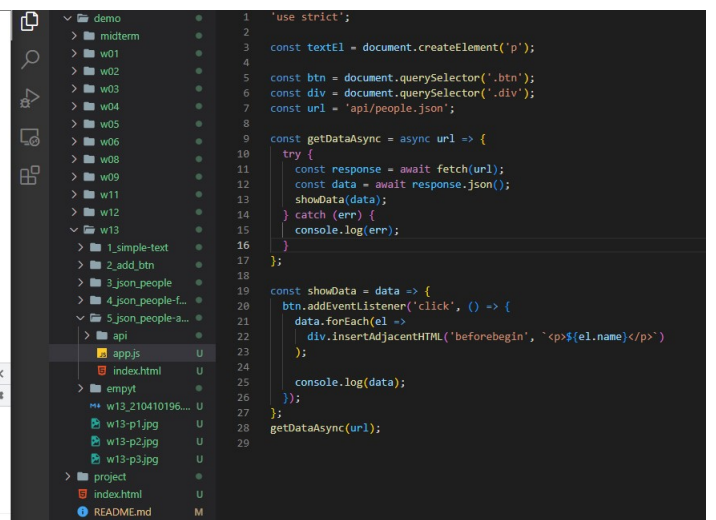 demo
midterm
w01
w02
w03
w04
w05
w06
w08
w09
w11
w12
w13
1_simple-text
2_add_btn
3_json_people
4_json_people-f...
5_json_people-a...
api
app.js U
index.html U
empyt
w13_210410196.... U
w13-p1.jpg U
w13-p2.jpg U
w13-p3.jpg U
project
index.html U
README.md M
1 'use strict';
2
3 const textEl = document.createElement('p');
4
5 const btn = document.querySelector('.btn');
6 const div = document.querySelector('.div');
7 const url = 'api/people.json';
8
9 const getDataAsync = async url => {
10 try {
11 const response = await fetch(url);
12 const data = await response.json();
13 showData(data);
14 } catch (err) {
15 console.log(err);
16 }
17 };
18
19 const showData = data => {
20 btn.addEventListener('click', () => {
21 data.forEach(el =>
22 div.insertAdjacentHTML('beforebegin', `<p>${el.name}</p>`)
23 );
24
25 console.log(data);
26 });
27 };
28 getDataAsync(url);
29